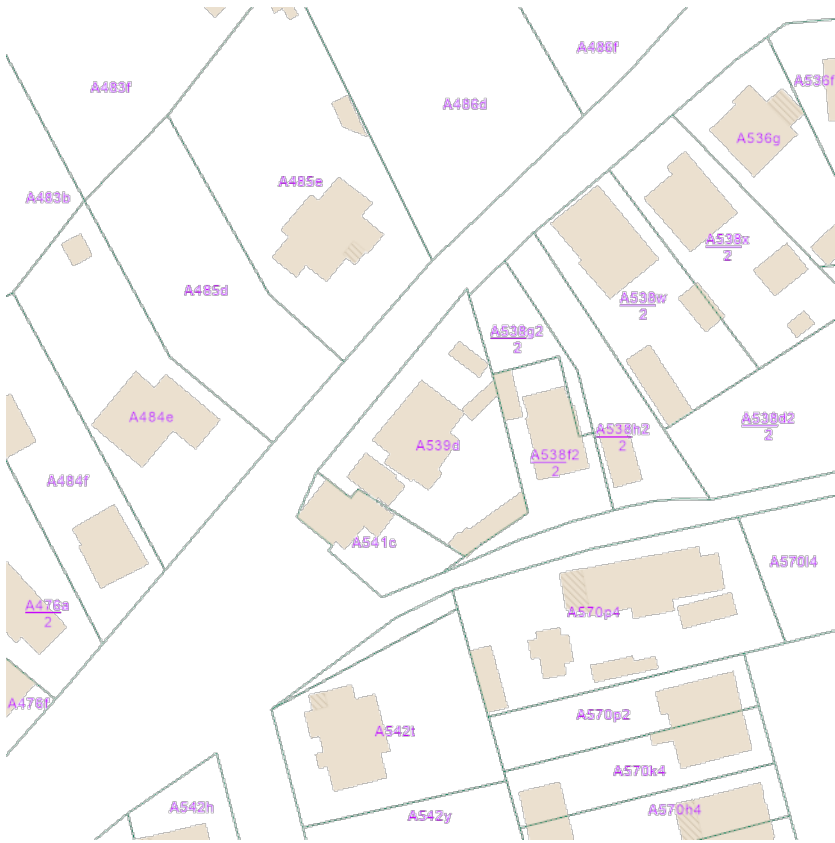 A486f
A483f
A536f
A486d
A536g
A485e
A483b
A538x
2
A485d
A538w
2
A538g2
2
A484e
A538d2
2
A538h2
2
A539d
A538f2
2
A484f
A541c
A570l4
A476a
2
A570p4
A476f
A570p2
A542t
A570k4
A542h
A570h4
A542y